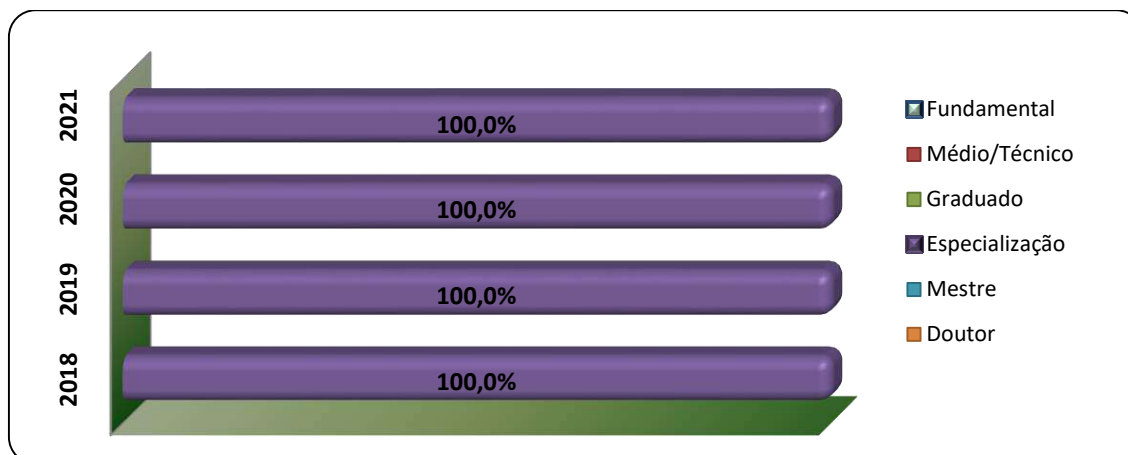 2021
100,0%
2020
100,0%
2019
100,0%
2018
100,0%
Fundamental
Médio/Técnico
Graduado
Especialização
Mestre
Doutor